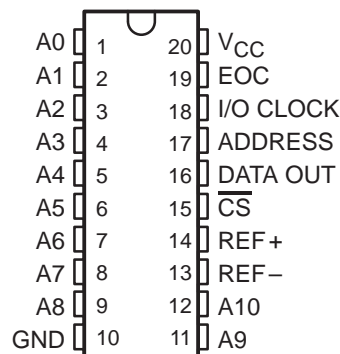 A0 1 20 VCC
A1 2 19 EOC
A2 3 18 I/O CLOCK
A3 4 17 ADDRESS
A4 5 16 DATA OUT
A5 6 15 C̅S̅
A6 7 14 REF+
A7 8 13 REF−
A8 9 12 A10
GND 10 11 A9